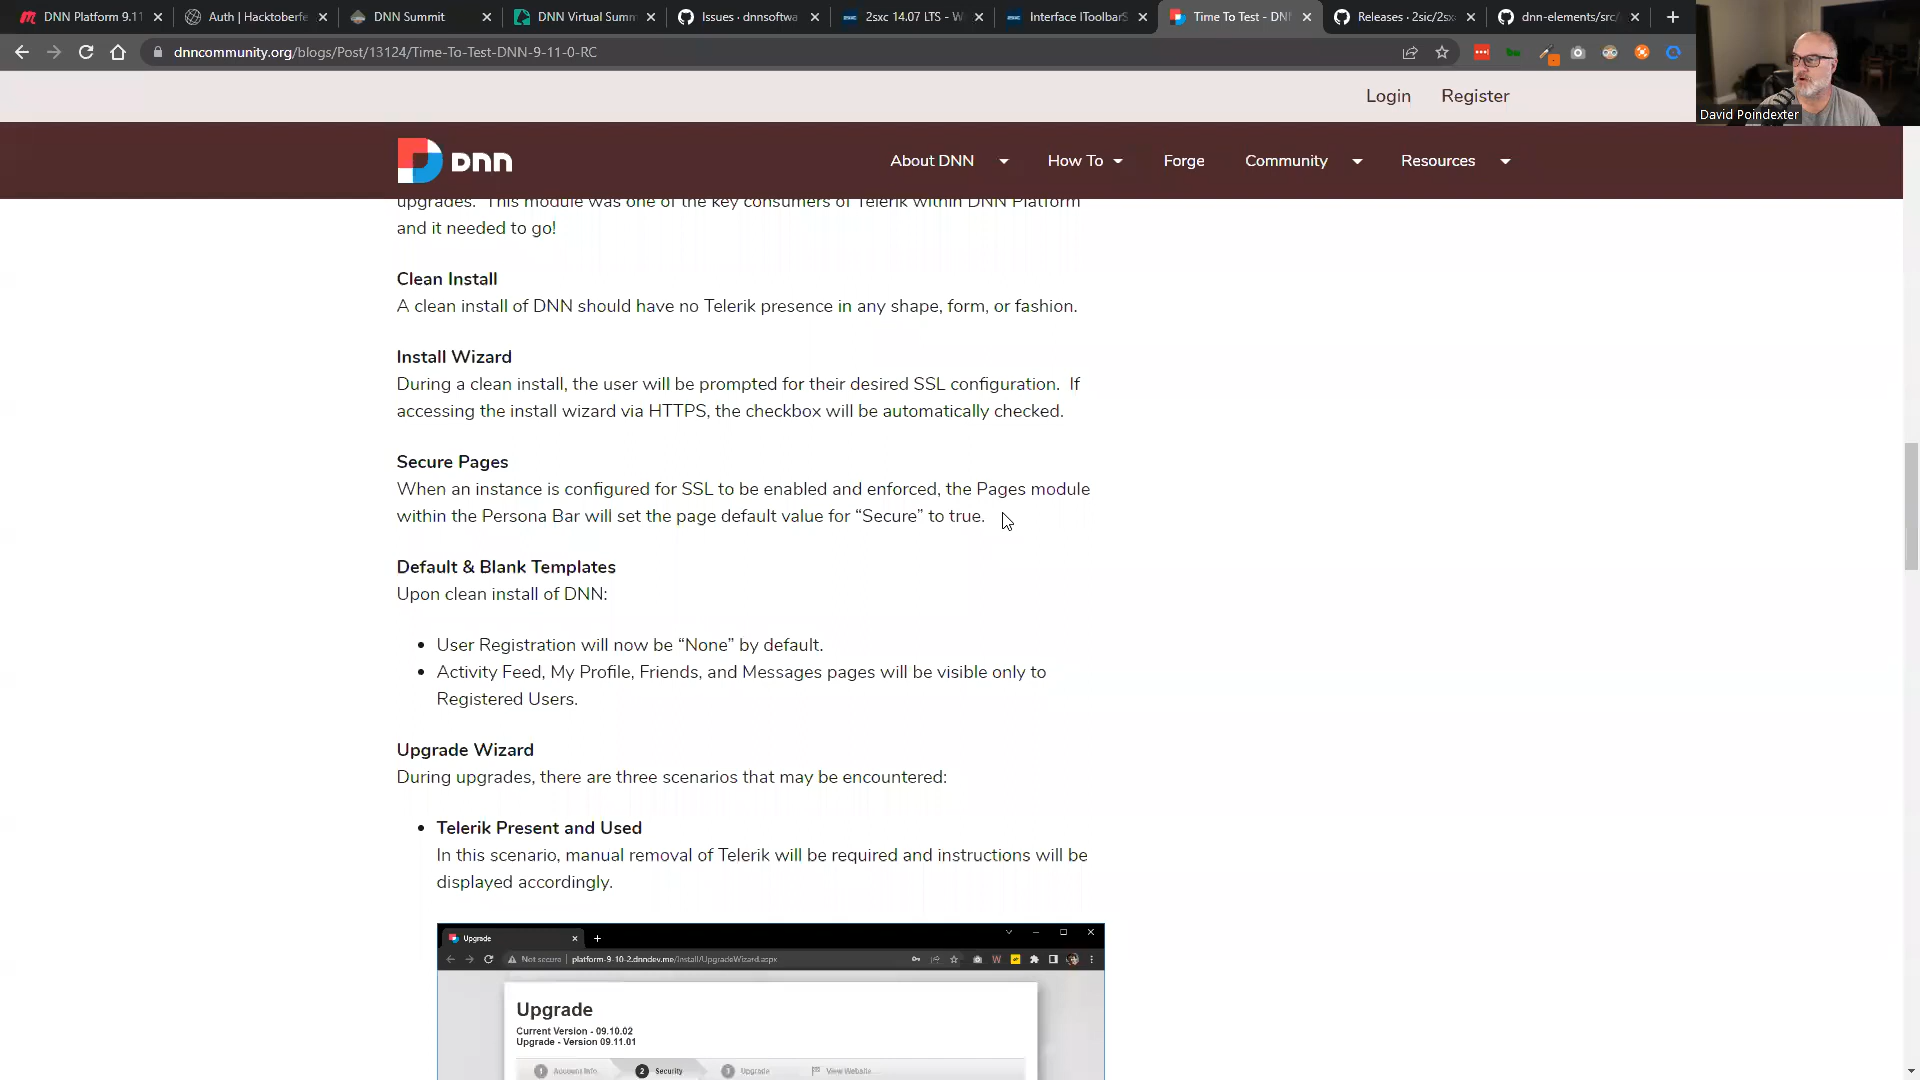 DNN Platform 9.11
Auth | Hacktoberfe
DNN Summit
DNN Virtual Summ
Issues · dnnsoftwa
2sxc 14.07 LTS - W
Interface IToolbarS
Time To Test - DNN
Releases · 2sic/2sx
dnn-elements/src/
dnncommunity.org/blogs/Post/13124/Time-To-Test-DNN-9-11-0-RC
David Poindexter
Login Register
dnn
About DNN How To Forge Community Resources
upgrades. This module was one of the key consumers of Telerik within DNN Platform
and it needed to go!
Clean Install
A clean install of DNN should have no Telerik presence in any shape, form, or fashion.
Install Wizard
During a clean install, the user will be prompted for their desired SSL configuration. If
accessing the install wizard via HTTPS, the checkbox will be automatically checked.
Secure Pages
When an instance is configured for SSL to be enabled and enforced, the Pages module
within the Persona Bar will set the page default value for “Secure” to true.
Default & Blank Templates
Upon clean install of DNN:
• User Registration will now be “None” by default.
• Activity Feed, My Profile, Friends, and Messages pages will be visible only to
Registered Users.
Upgrade Wizard
During upgrades, there are three scenarios that may be encountered:
• Telerik Present and Used
In this scenario, manual removal of Telerik will be required and instructions will be
displayed accordingly.
Upgrade
Not secure | platform-9-10-2.dnndev.me/Install/UpgradeWizard.aspx
Upgrade
Current Version - 09.10.02
Upgrade - Version 09.11.01
1 Account Info 2 Security 3 Upgrade View Website